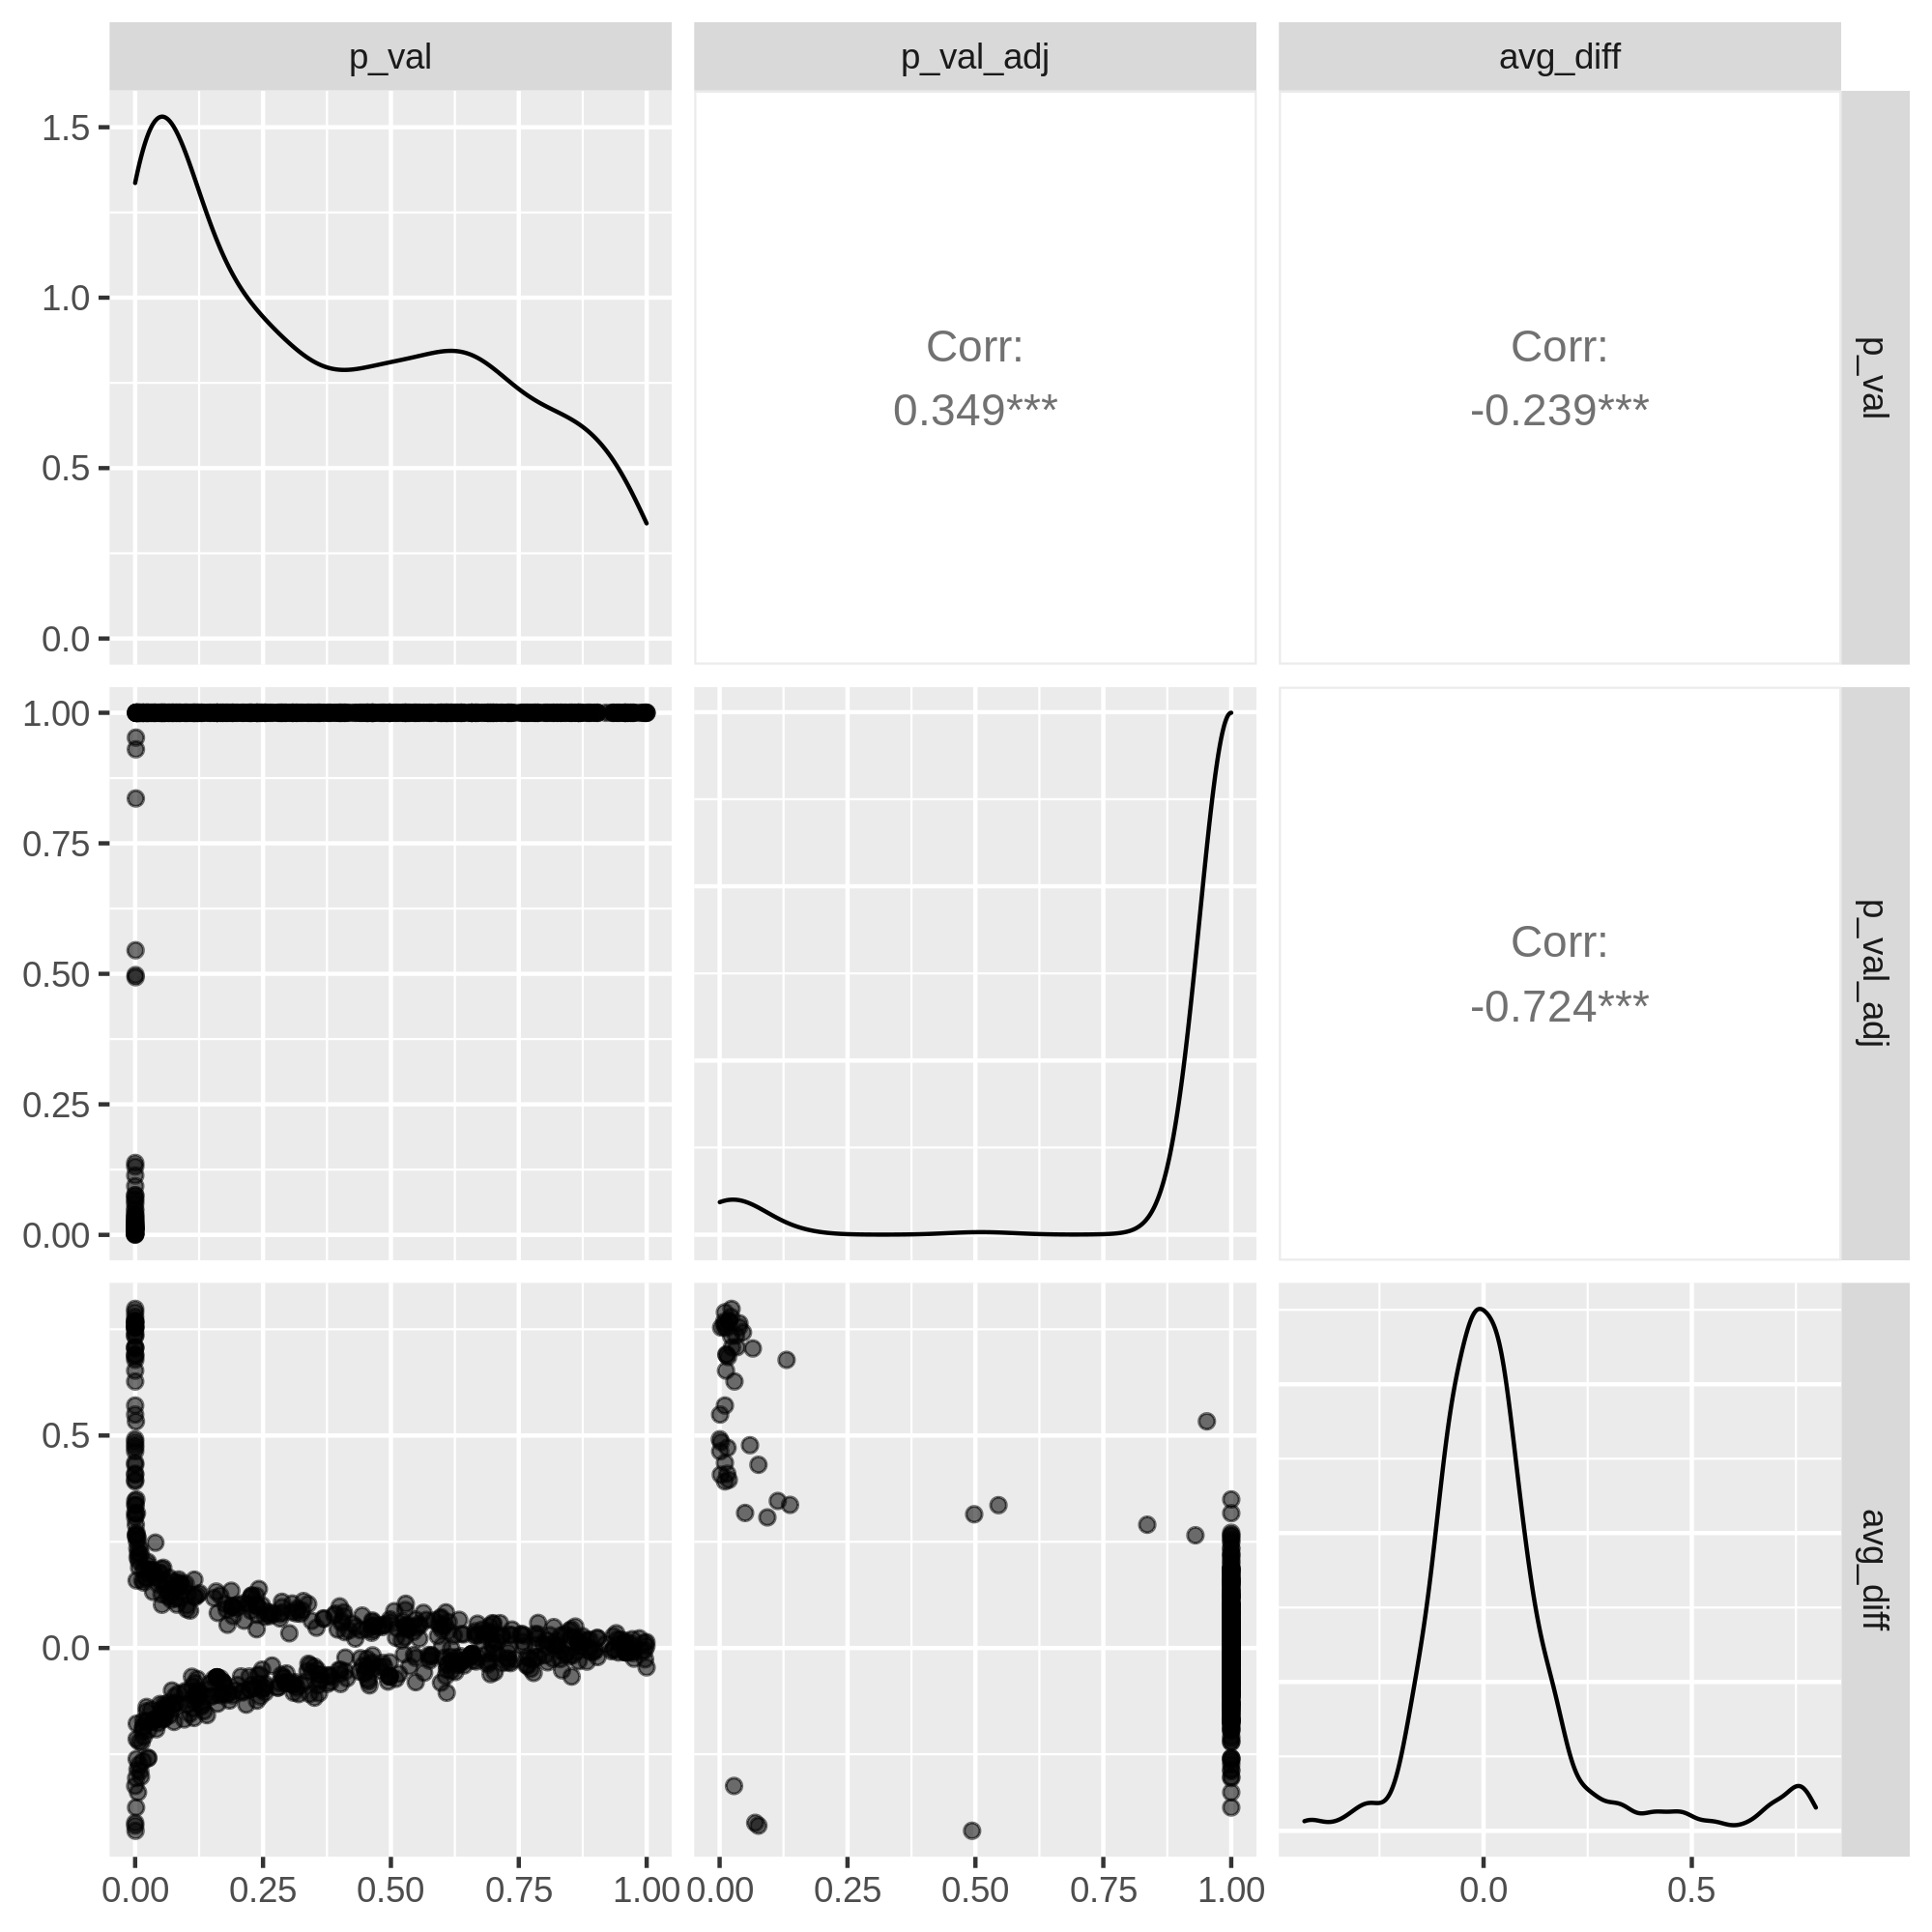 p_val p_val_adj avg_diff
1.5
1.0
0.5
0.0
Corr:
0.349***
Corr:
-0.239***
p_val
1.00
0.75
0.50
0.25
0.00
Corr:
-0.724***
p_val_adj
0.5
0.0
avg_diff
0.00 0.25 0.50 0.75 1.00 0.00 0.25 0.50 0.75 1.00 0.0 0.5